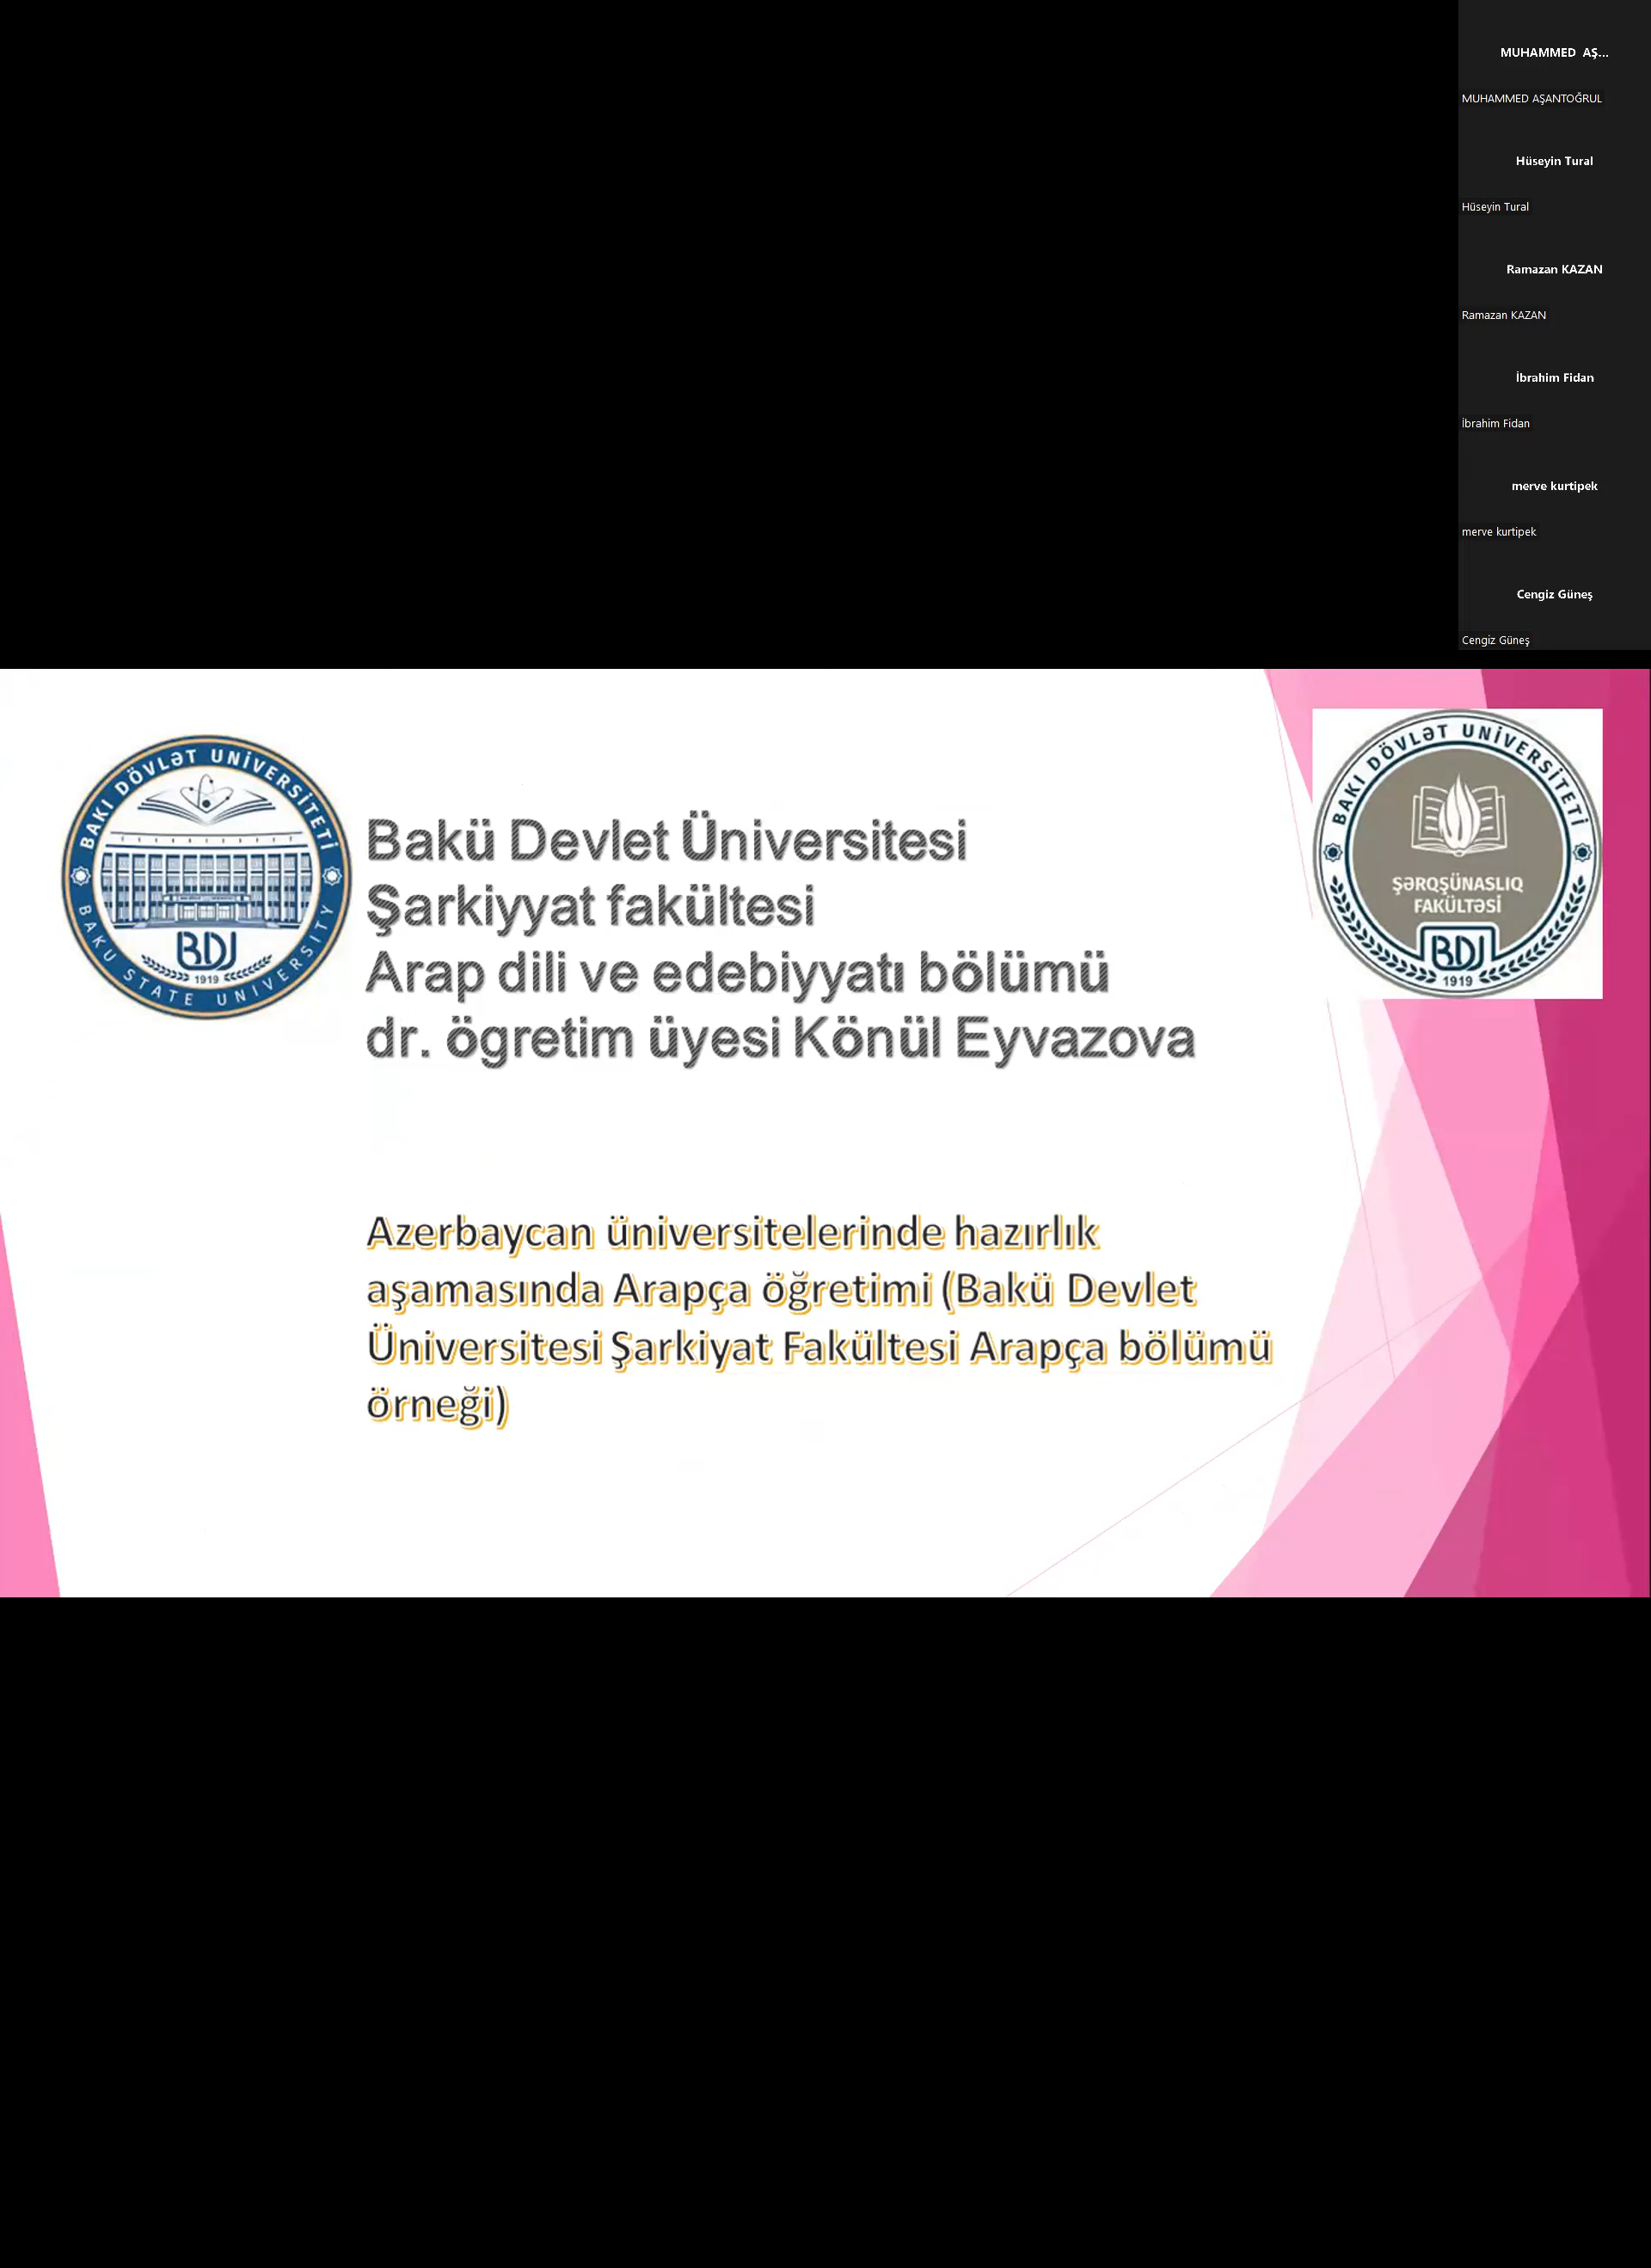 MUHAMMED AŞ...
MUHAMMED AŞANTOĞRUL
Hüseyin Tural
Hüseyin Tural
Ramazan KAZAN
Ramazan KAZAN
İbrahim Fidan
İbrahim Fidan
merve kurtipek
merve kurtipek
Cengiz Güneş
Cengiz Güneş
BAKI DÖVLƏT UNİVERSİTETİ
BDU
1919
BAKU STATE UNIVERSITY
Bakü Devlet Üniversitesi
Şarkiyyat fakültesi
Arap dili ve edebiyyatı bölümü
dr. ögretim üyesi Könül Eyvazova
BAKI DÖVLƏT UNİVERSİTETİ
ŞƏRQŞÜNASLIQ
FAKÜLTƏSİ
BDU
1919
Azerbaycan üniversitelerinde hazırlık
aşamasında Arapça öğretimi (Bakü Devlet
Üniversitesi Şarkiyat Fakültesi Arapça bölümü
örneği)